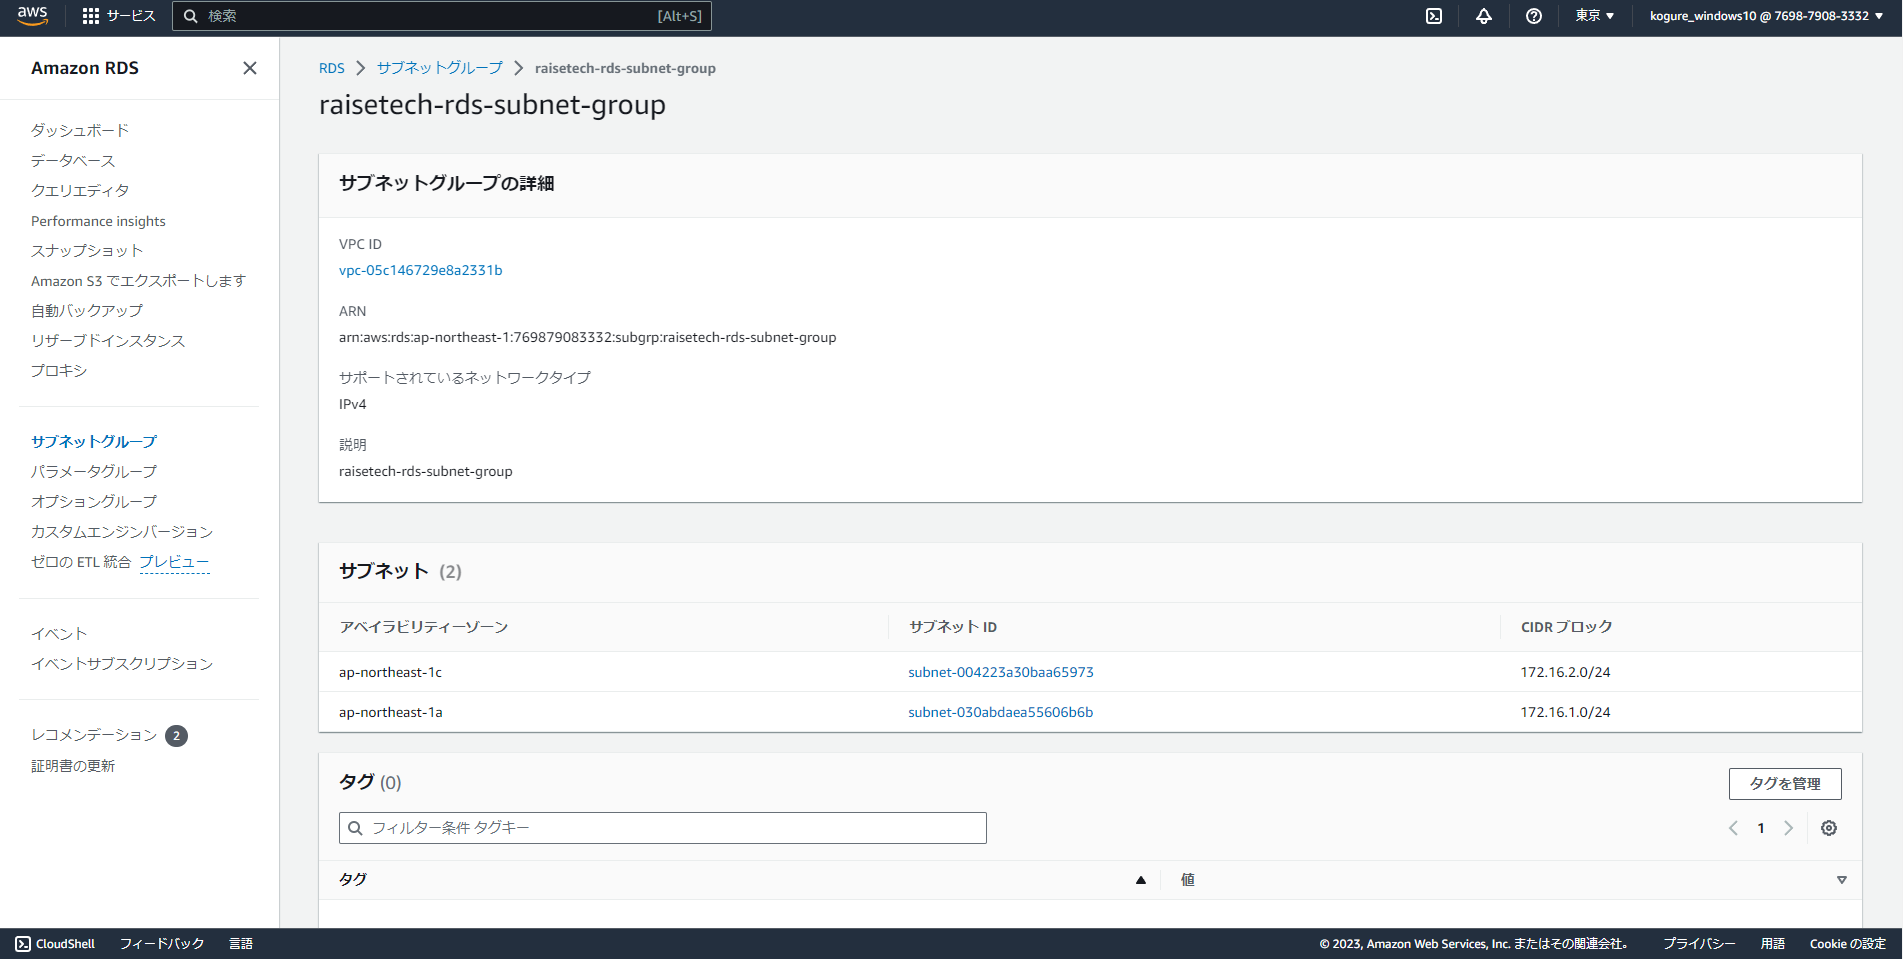 aws
サービス
検索
[Alt+S]
東京 ▼
kogure_windows10 @ 7698-7908-3332 ▼
Amazon RDS
ダッシュボード
データベース
クエリエディタ
Performance insights
スナップショット
Amazon S3 でエクスポートします
自動バックアップ
リザーブドインスタンス
プロキシ
サブネットグループ
パラメータグループ
オプショングループ
カスタムエンジンバージョン
ゼロの ETL 統合 プレビュー
イベント
イベントサブスクリプション
レコメンデーション 2
証明書の更新
RDS > サブネットグループ > raisetech-rds-subnet-group
raisetech-rds-subnet-group
サブネットグループの詳細
VPC ID
vpc-05c146729e8a2331b
ARN
arn:aws:rds:ap-northeast-1:769879083332:subgrp:raisetech-rds-subnet-group
サポートされているネットワークタイプ
IPv4
説明
raisetech-rds-subnet-group
サブネット (2)
アベイラビリティーゾーン サブネット ID CIDR ブロック
ap-northeast-1c subnet-004223a30baa65973 172.16.2.0/24
ap-northeast-1a subnet-030abdaea55606b6b 172.16.1.0/24
タグ (0)
タグを管理
フィルター条件 タグキー
1
タグ 値
CloudShell フィードバック 言語
© 2023, Amazon Web Services, Inc. またはその関連会社。 プライバシー 用語 Cookie の設定